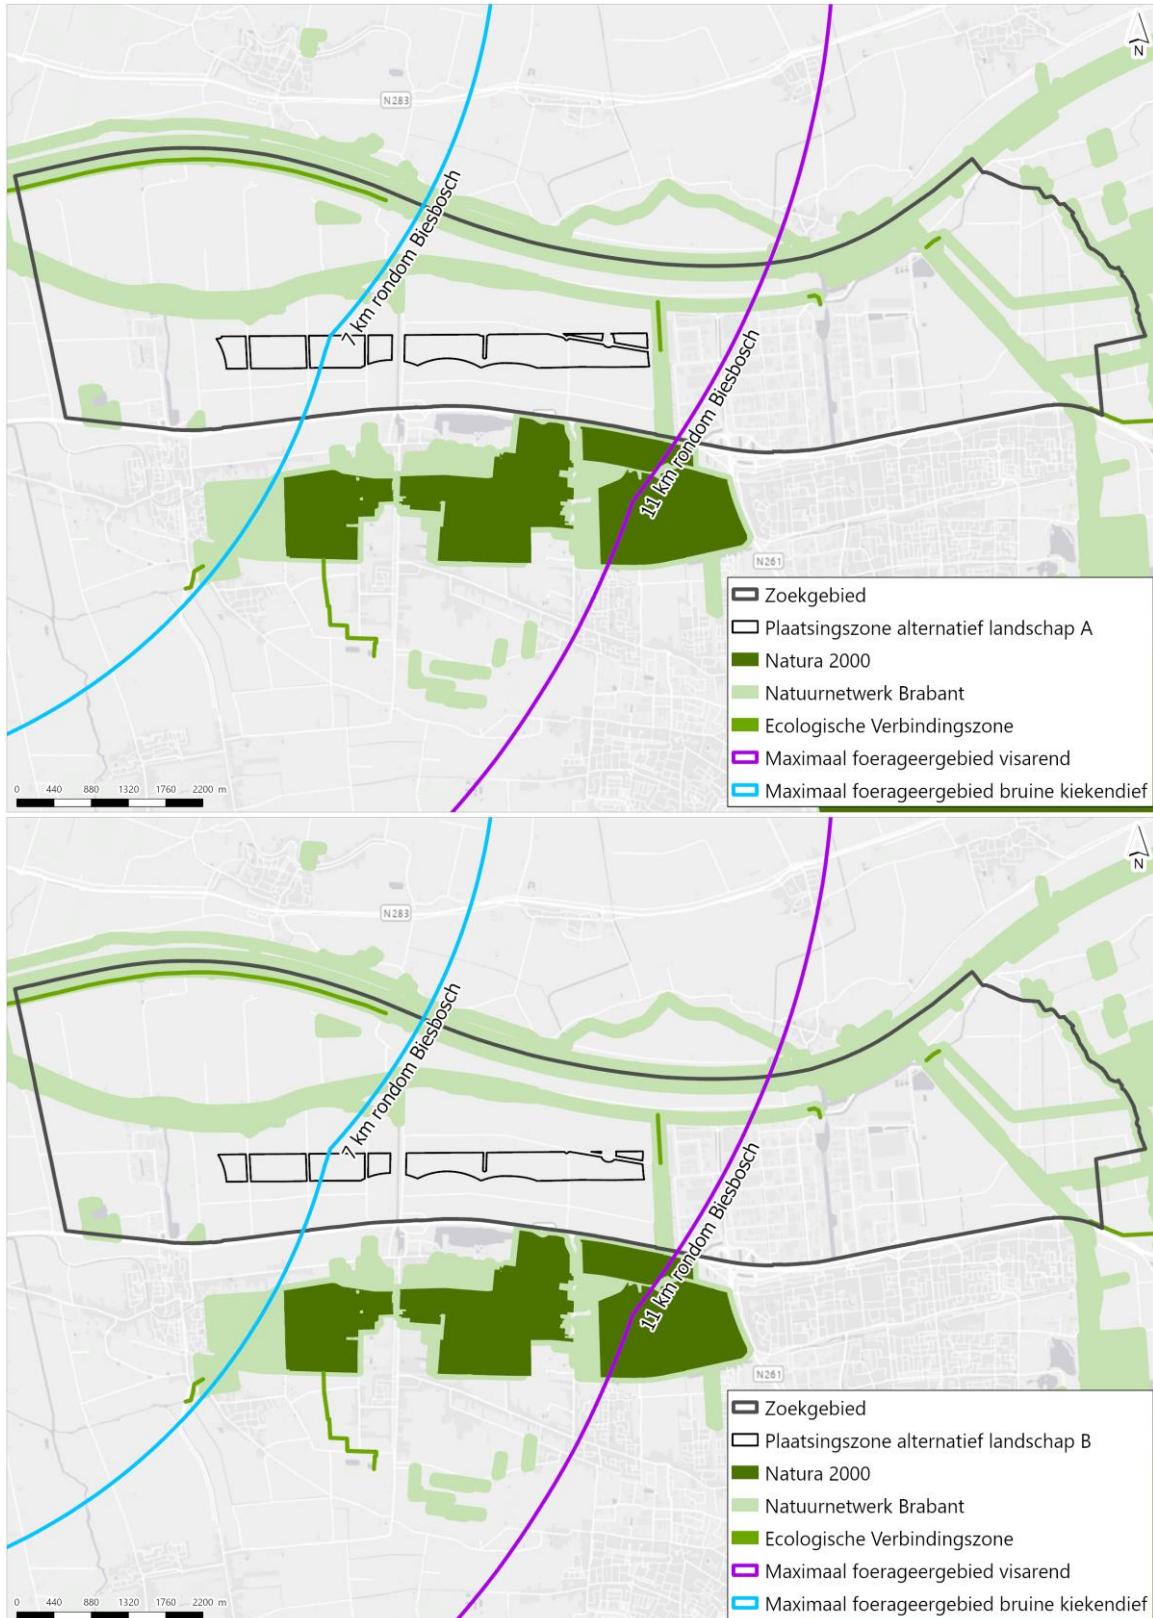 N
N283
7 km rondom Biesbosch
11 km rondom Biesbosch
N261
Zoekgebied
Plaatsingszone alternatief landschap A
Natura 2000
Natuurnetwerk Brabant
Ecologische Verbindingszone
Maximaal foerageergebied visarend
Maximaal foerageergebied bruine kiekendief
0 440 880 1320 1760 2200 m
N
N283
7 km rondom Biesbosch
11 km rondom Biesbosch
N261
Zoekgebied
Plaatsingszone alternatief landschap B
Natura 2000
Natuurnetwerk Brabant
Ecologische Verbindingszone
Maximaal foerageergebied visarend
Maximaal foerageergebied bruine kiekendief
0 440 880 1320 1760 2200 m